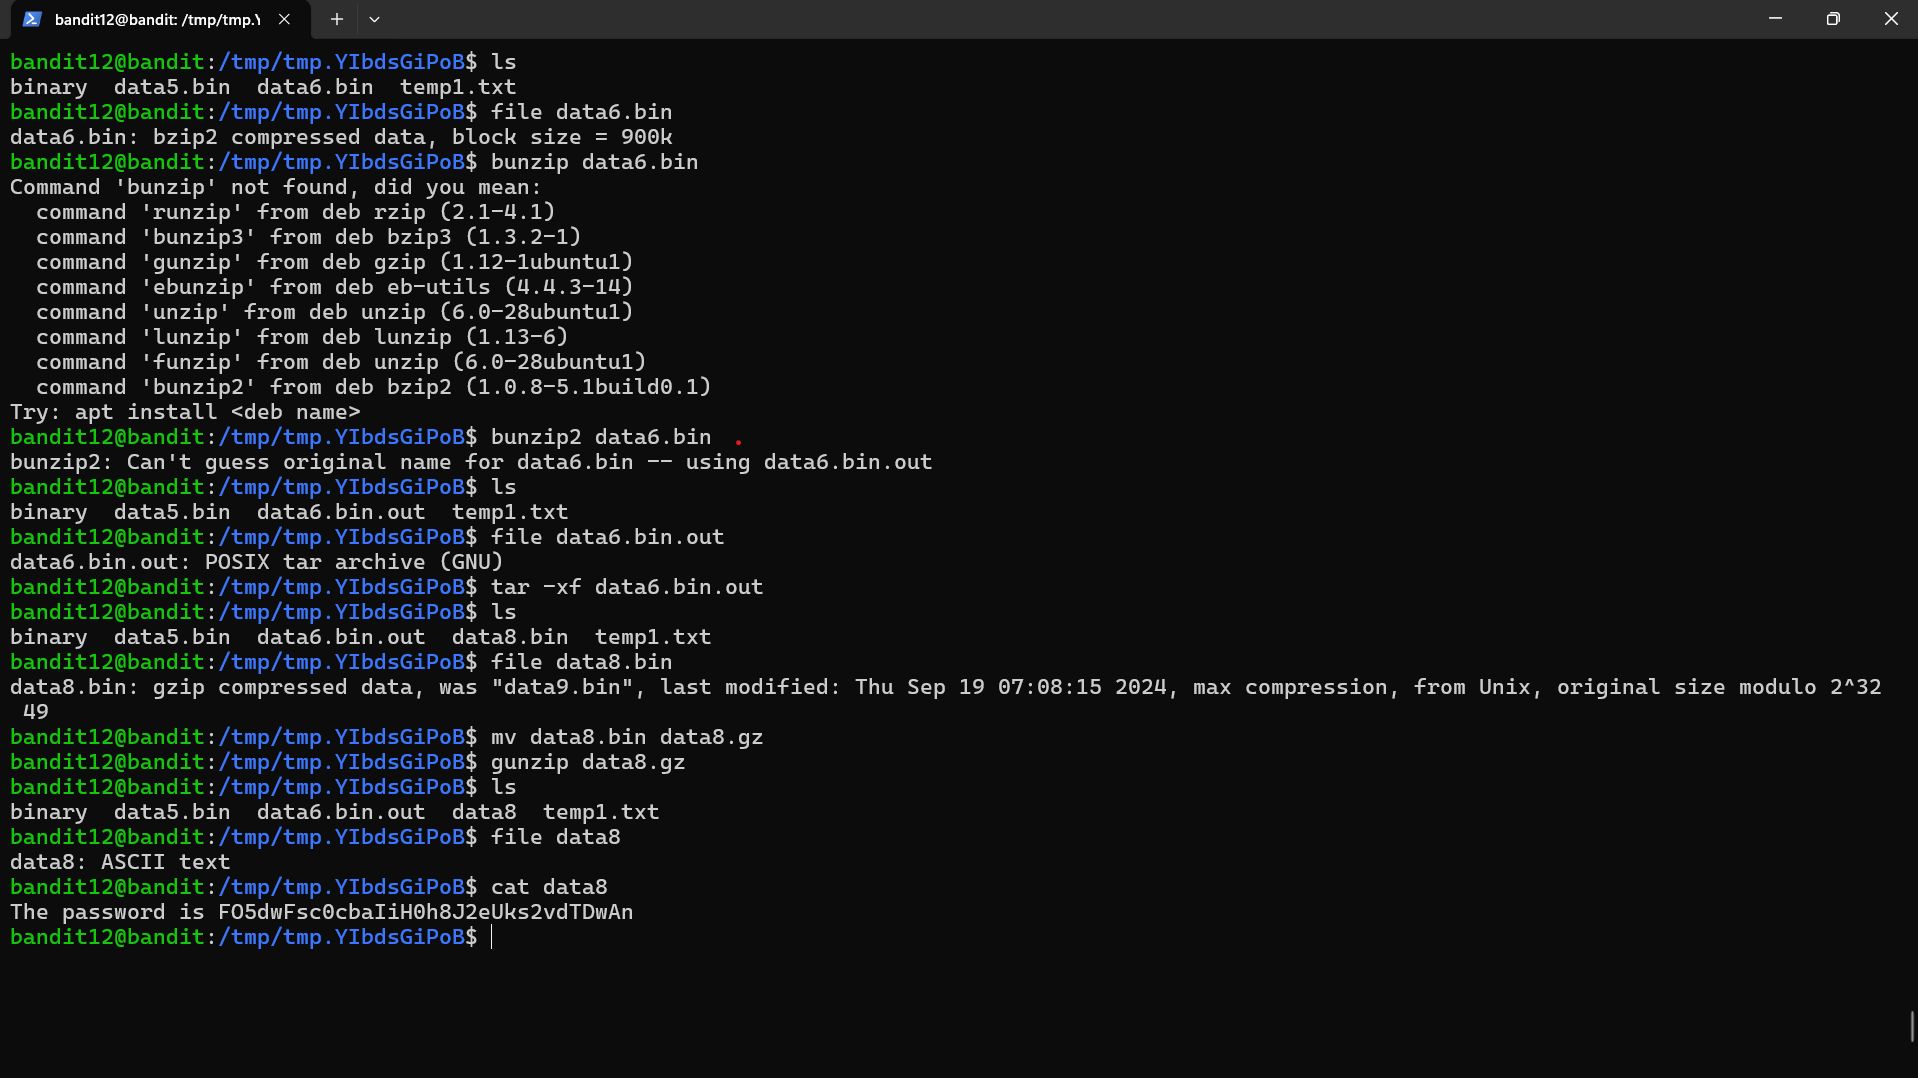 bandit12@bandit: /tmp/tmp.Y
bandit12@bandit:/tmp/tmp.YIbdsGiPoB$ ls
binary  data5.bin  data6.bin  temp1.txt
bandit12@bandit:/tmp/tmp.YIbdsGiPoB$ file data6.bin
data6.bin: bzip2 compressed data, block size = 900k
bandit12@bandit:/tmp/tmp.YIbdsGiPoB$ bunzip data6.bin
Command 'bunzip' not found, did you mean:
  command 'runzip' from deb rzip (2.1-4.1)
  command 'bunzip3' from deb bzip3 (1.3.2-1)
  command 'gunzip' from deb gzip (1.12-1ubuntu1)
  command 'ebunzip' from deb eb-utils (4.4.3-14)
  command 'unzip' from deb unzip (6.0-28ubuntu1)
  command 'lunzip' from deb lunzip (1.13-6)
  command 'funzip' from deb unzip (6.0-28ubuntu1)
  command 'bunzip2' from deb bzip2 (1.0.8-5.1build0.1)
Try: apt install <deb name>
bandit12@bandit:/tmp/tmp.YIbdsGiPoB$ bunzip2 data6.bin
bunzip2: Can't guess original name for data6.bin -- using data6.bin.out
bandit12@bandit:/tmp/tmp.YIbdsGiPoB$ ls
binary  data5.bin  data6.bin.out  temp1.txt
bandit12@bandit:/tmp/tmp.YIbdsGiPoB$ file data6.bin.out
data6.bin.out: POSIX tar archive (GNU)
bandit12@bandit:/tmp/tmp.YIbdsGiPoB$ tar -xf data6.bin.out
bandit12@bandit:/tmp/tmp.YIbdsGiPoB$ ls
binary  data5.bin  data6.bin.out  data8.bin  temp1.txt
bandit12@bandit:/tmp/tmp.YIbdsGiPoB$ file data8.bin
data8.bin: gzip compressed data, was "data9.bin", last modified: Thu Sep 19 07:08:15 2024, max compression, from Unix, original size modulo 2^32
 49
bandit12@bandit:/tmp/tmp.YIbdsGiPoB$ mv data8.bin data8.gz
bandit12@bandit:/tmp/tmp.YIbdsGiPoB$ gunzip data8.gz
bandit12@bandit:/tmp/tmp.YIbdsGiPoB$ ls
binary  data5.bin  data6.bin.out  data8  temp1.txt
bandit12@bandit:/tmp/tmp.YIbdsGiPoB$ file data8
data8: ASCII text
bandit12@bandit:/tmp/tmp.YIbdsGiPoB$ cat data8
The password is FO5dwFsc0cbaIiH0h8J2eUks2vdTDwAn
bandit12@bandit:/tmp/tmp.YIbdsGiPoB$